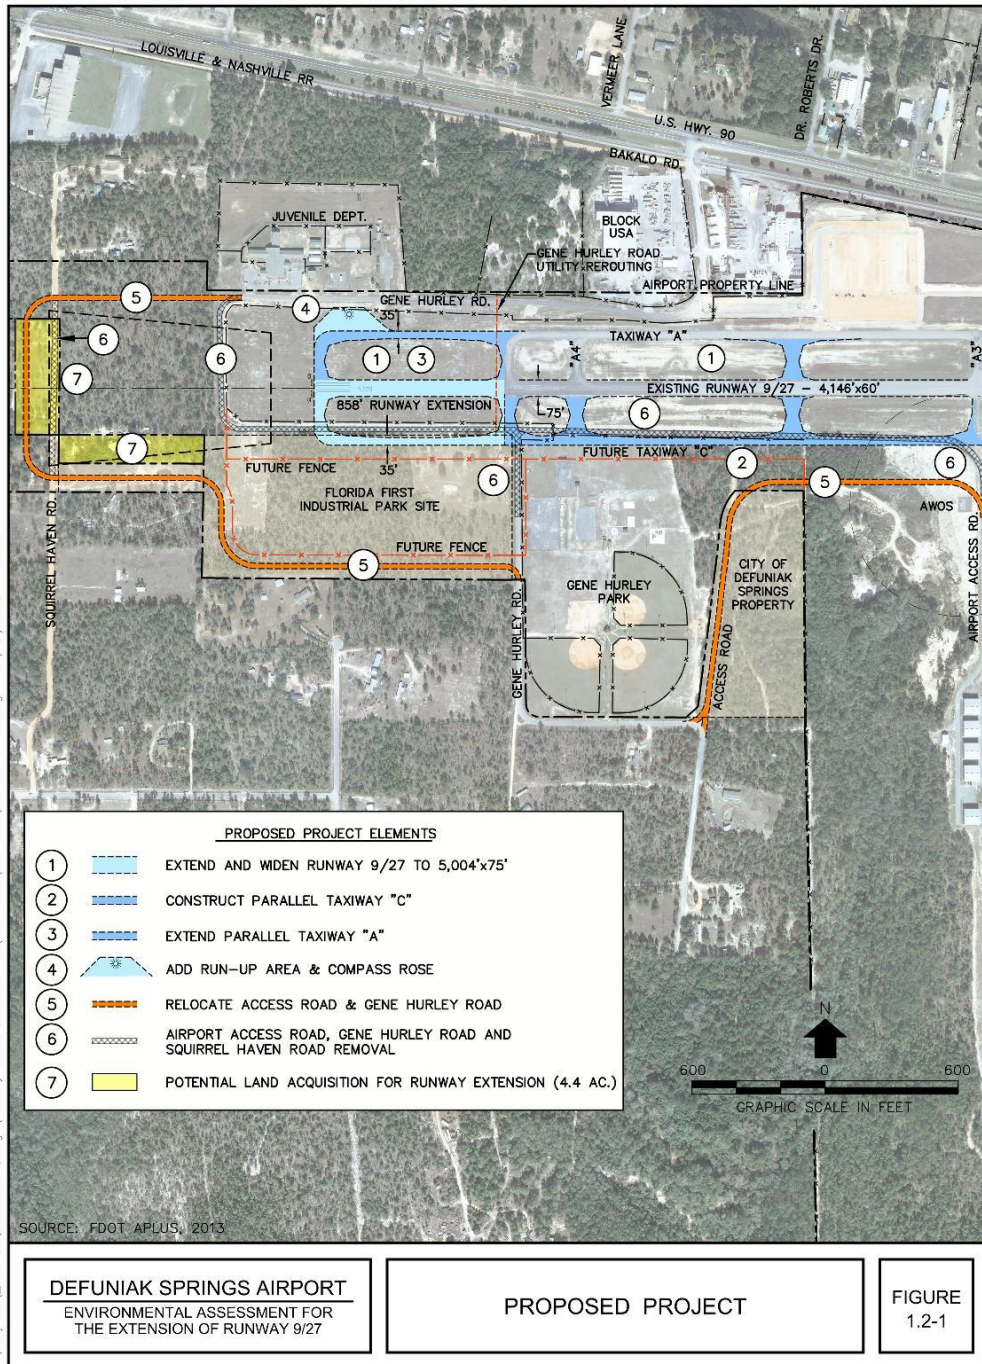 LOUISVILLE & NASHVILLE RR
VERMEER LANE
DR. ROBERTS DR.
U.S. HWY. 90
BAKALO RD.
JUVENILE DEPT.
BLOCK
USA
GENE HURLEY ROAD
UTILITY REROUTING
AIRPORT PROPERTY LINE
5
4
GENE HURLEY RD.
35'
TAXIWAY "A"
6
6
1
3
"A4"
1
"A3"
7
EXISTING RUNWAY 9/27 - 4,146'x60'
858' RUNWAY EXTENSION
75'
6
7
35'
FUTURE FENCE
FUTURE TAXIWAY "C"
2
6
6
5
FLORIDA FIRST
INDUSTRIAL PARK SITE
AWOS
SQUIRREL HAVEN RD.
FUTURE FENCE
5
GENE HURLEY
PARK
CITY OF
DEFUNIAK
SPRINGS
PROPERTY
GENE HURLEY RD.
ACCESS ROAD
AIRPORT ACCESS RD.
PROPOSED PROJECT ELEMENTS
1 EXTEND AND WIDEN RUNWAY 9/27 TO 5,004'x75'
2 CONSTRUCT PARALLEL TAXIWAY "C"
3 EXTEND PARALLEL TAXIWAY "A"
4 ADD RUN-UP AREA & COMPASS ROSE
5 RELOCATE ACCESS ROAD & GENE HURLEY ROAD
6 AIRPORT ACCESS ROAD, GENE HURLEY ROAD AND
SQUIRREL HAVEN ROAD REMOVAL
7 POTENTIAL LAND ACQUISITION FOR RUNWAY EXTENSION (4.4 AC.)
N
600 0 600
GRAPHIC SCALE IN FEET
SOURCE: FDOT APLUS, 2013
DEFUNIAK SPRINGS AIRPORT
ENVIRONMENTAL ASSESSMENT FOR
THE EXTENSION OF RUNWAY 9/27
PROPOSED PROJECT
FIGURE
1.2-1